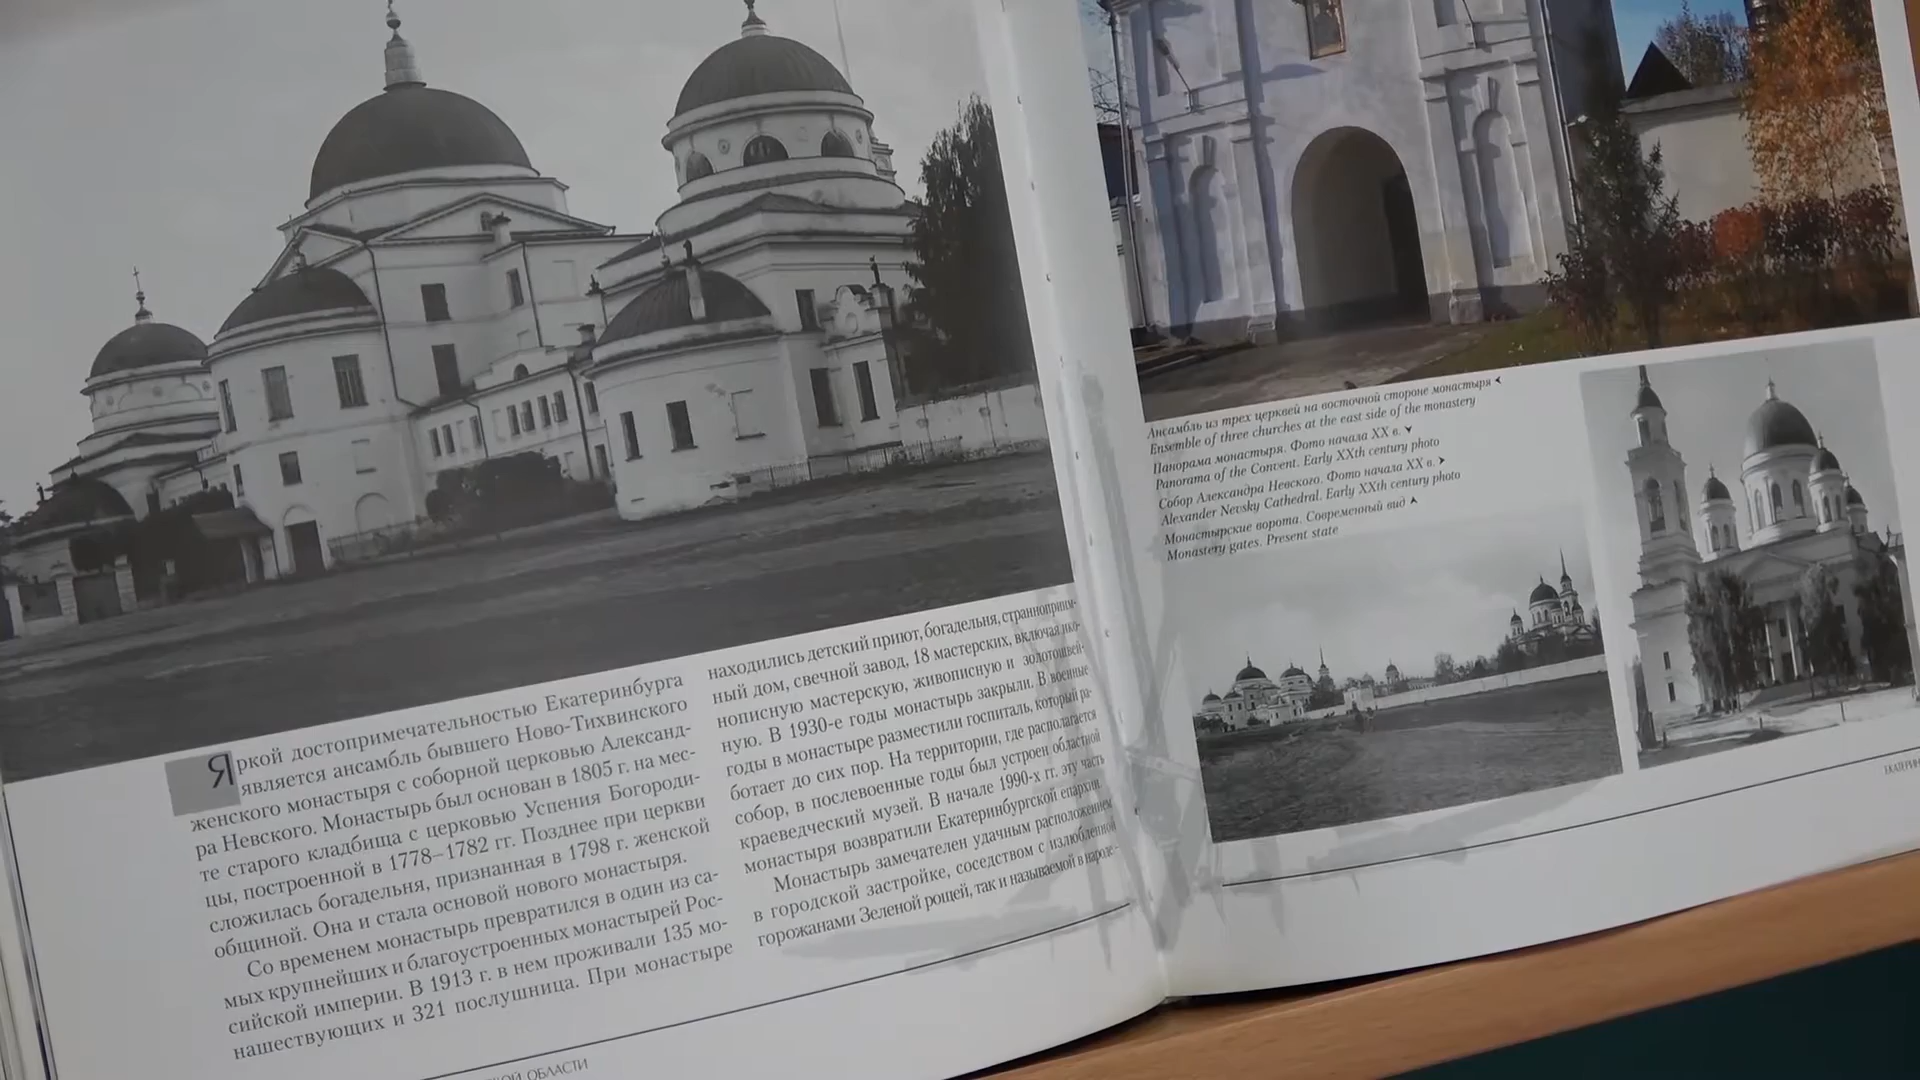 Яркой достопримечательностью Екатеринбурга
является ансамбль бывшего Ново-Тихвинского
женского монастыря с соборной церковью Александ-
ра Невского. Монастырь был основан в 1805 г. на мес-
те старого кладбища с церковью Успения Богороди-
цы, построенной в 1778–1782 гг. Позднее при церкви
сложилась богадельня, признанная в 1798 г. женской
общиной. Она и стала основой нового монастыря.
Со временем монастырь превратился в один из са-
мых крупнейших и благоустроенных монастырей Рос-
сийской империи. В 1913 г. в нем проживали 135 мо-
нашествующих и 321 послушница. При монастыре
находились детский приют, богадельня, странноприим-
ный дом, свечной завод, 18 мастерских, включая ико-
нописную мастерскую, живописную и золотошвей-
ную. В 1930-е годы монастырь закрыли. В военные
годы в монастыре разместили госпиталь, который ра-
ботает до сих пор. На территории, где располагается
собор, в послевоенные годы был устроен областной
краеведческий музей. В начале 1990-х гг. эту часть
монастыря возвратили Екатеринбургской епархии.
Монастырь замечателен удачным расположением
в городской застройке, соседством с излюбленной
горожанами Зеленой рощей, так и называемой в народе-
КОЙ ОБЛАСТИ
Ансамбль из трех церквей на восточной стороне монастыря
Ensemble of three churches at the east side of the monastery
Панорама монастыря. Фото начала XX в.
Panorama of the Convent. Early XXth century photo
Собор Александра Невского. Фото начала XX в.
Alexander Nevsky Cathedral. Early XXth century photo
Монастырские ворота. Современный вид
Monastery gates. Present state
ЕКАТЕРИН